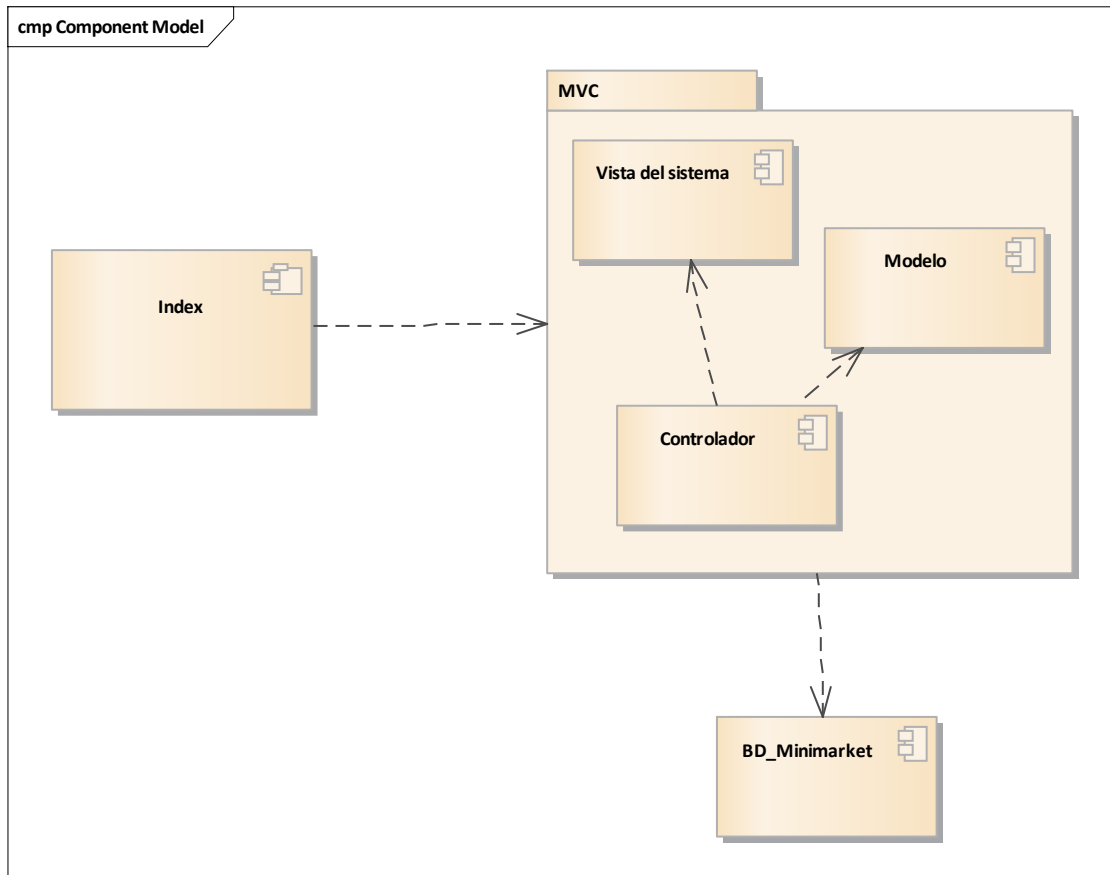 cmp Component Model
MVC
Vista del sistema
Modelo
Index
Controlador
BD_Minimarket